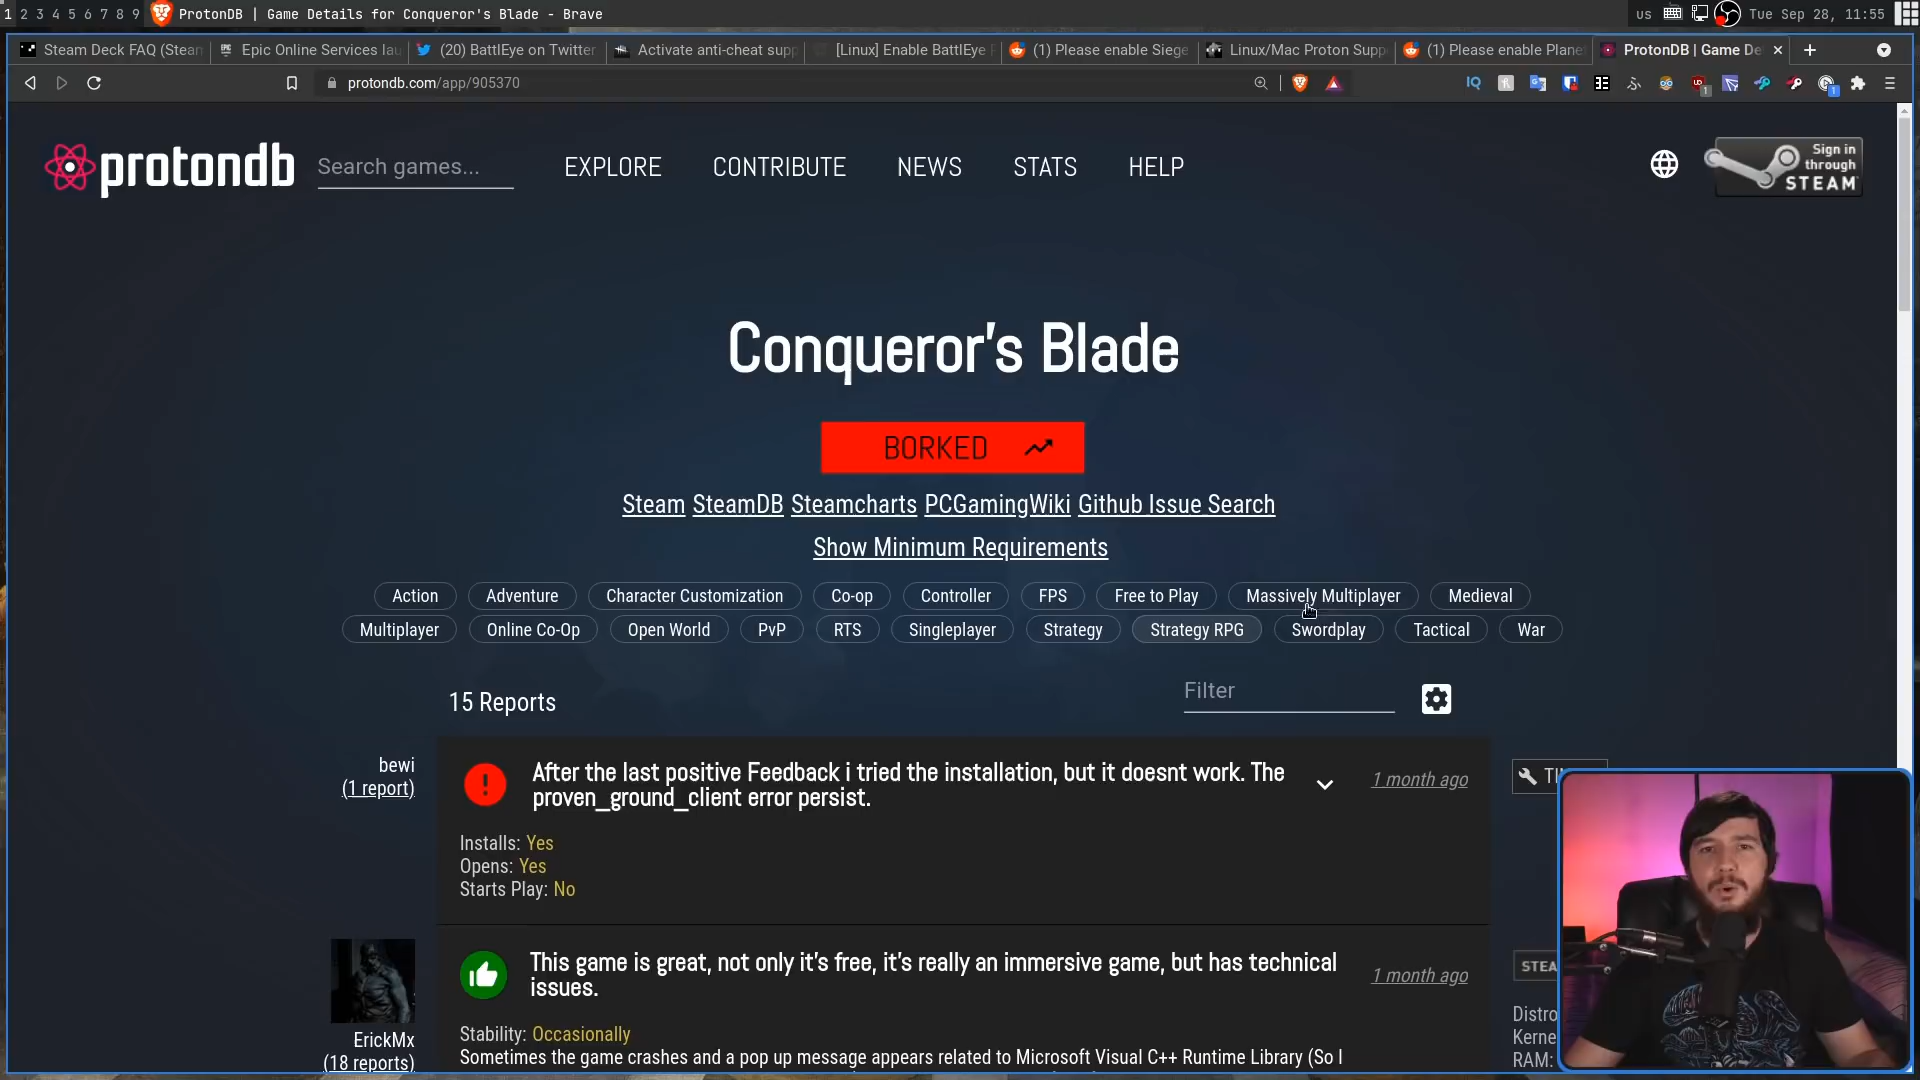 1 2 3 4 5 6 7 8 9 ProtonDB | Game Details for Conqueror's Blade - Brave
us Tue Sep 28, 11:55
Steam Deck FAQ (Stean
Epic Online Services lau
(20) BattlEye on Twitter
Activate anti-cheat supp
[Linux] Enable BattlEye F
(1) Please enable Siege
Linux/Mac Proton Supp
(1) Please enable Plane
ProtonDB | Game De
protondb.com/app/905370
protondb
Search games...
EXPLORE
CONTRIBUTE
NEWS
STATS
HELP
Sign in
through
STEAM
Conqueror's Blade
BORKED
Steam SteamDB Steamcharts PCGamingWiki Github Issue Search
Show Minimum Requirements
Action Adventure Character Customization Co-op Controller FPS Free to Play Massively Multiplayer Medieval
Multiplayer Online Co-Op Open World PvP RTS Singleplayer Strategy Strategy RPG Swordplay Tactical War
15 Reports
Filter
bewi
(1 report)
After the last positive Feedback i tried the installation, but it doesnt work. The
proven_ground_client error persist.
1 month ago
Installs: Yes
Opens: Yes
Starts Play: No
This game is great, not only it's free, it's really an immersive game, but has technical
issues.
1 month ago
STEA
Distro
Kerne
RAM:
ErickMx
(18 reports)
Stability: Occasionally
Sometimes the game crashes and a pop up message appears related to Microsoft Visual C++ Runtime Library (So I